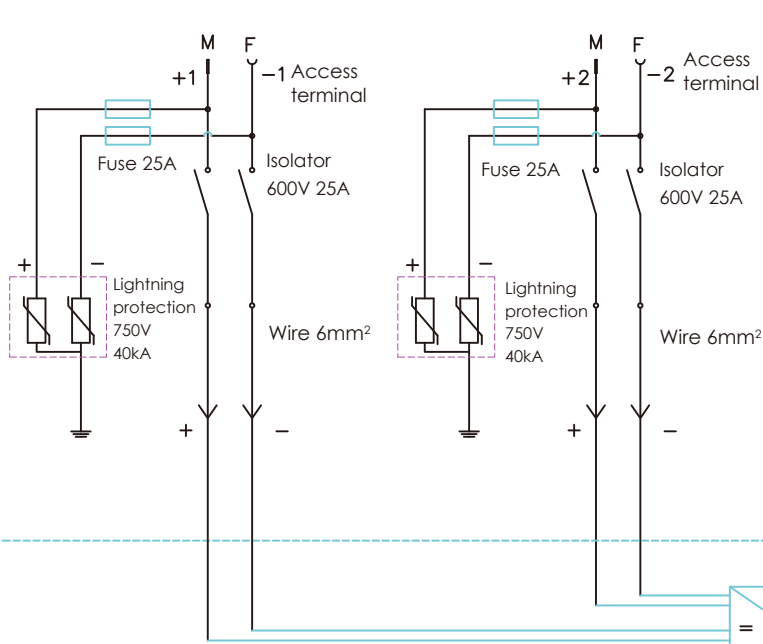 M F M F
+1 −1 Access terminal +2 −2 Access terminal
Fuse 25A Isolator 600V 25A Fuse 25A Isolator 600V 25A
+ − + −
Lightning
protection
750V
40kA
Wire 6mm²
Lightning
protection
750V
40kA
Wire 6mm²
+ − + −
=